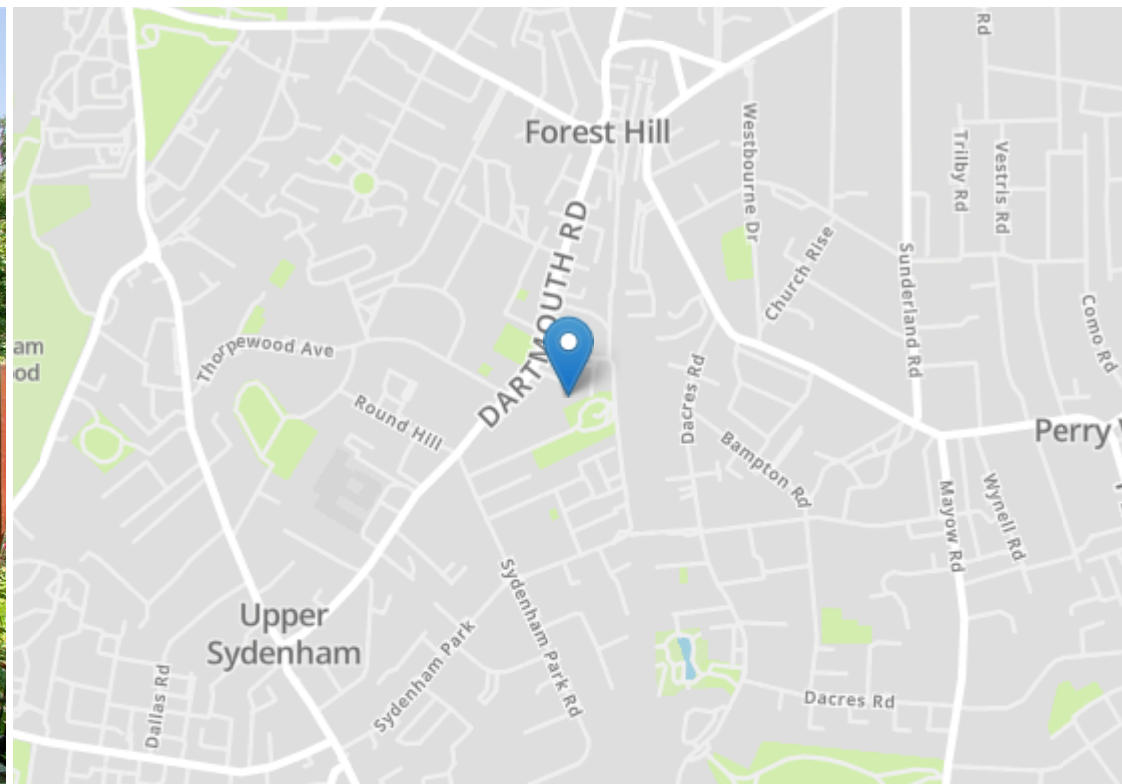 Rd
Forest Hill
Westbourne Dr
Trilby Rd
Vestris Rd
DARTMOUTH RD
Church Rise
Sunderland Rd
Como Rd
am
od
Thorpewood Ave
Dacres Rd
Round Hill
Bampton Rd
Perry
Wynell Rd
Mayow Rd
Sydenham Park Rd
Upper
Sydenham
Sydenham Park
Dallas Rd
Dacres Rd